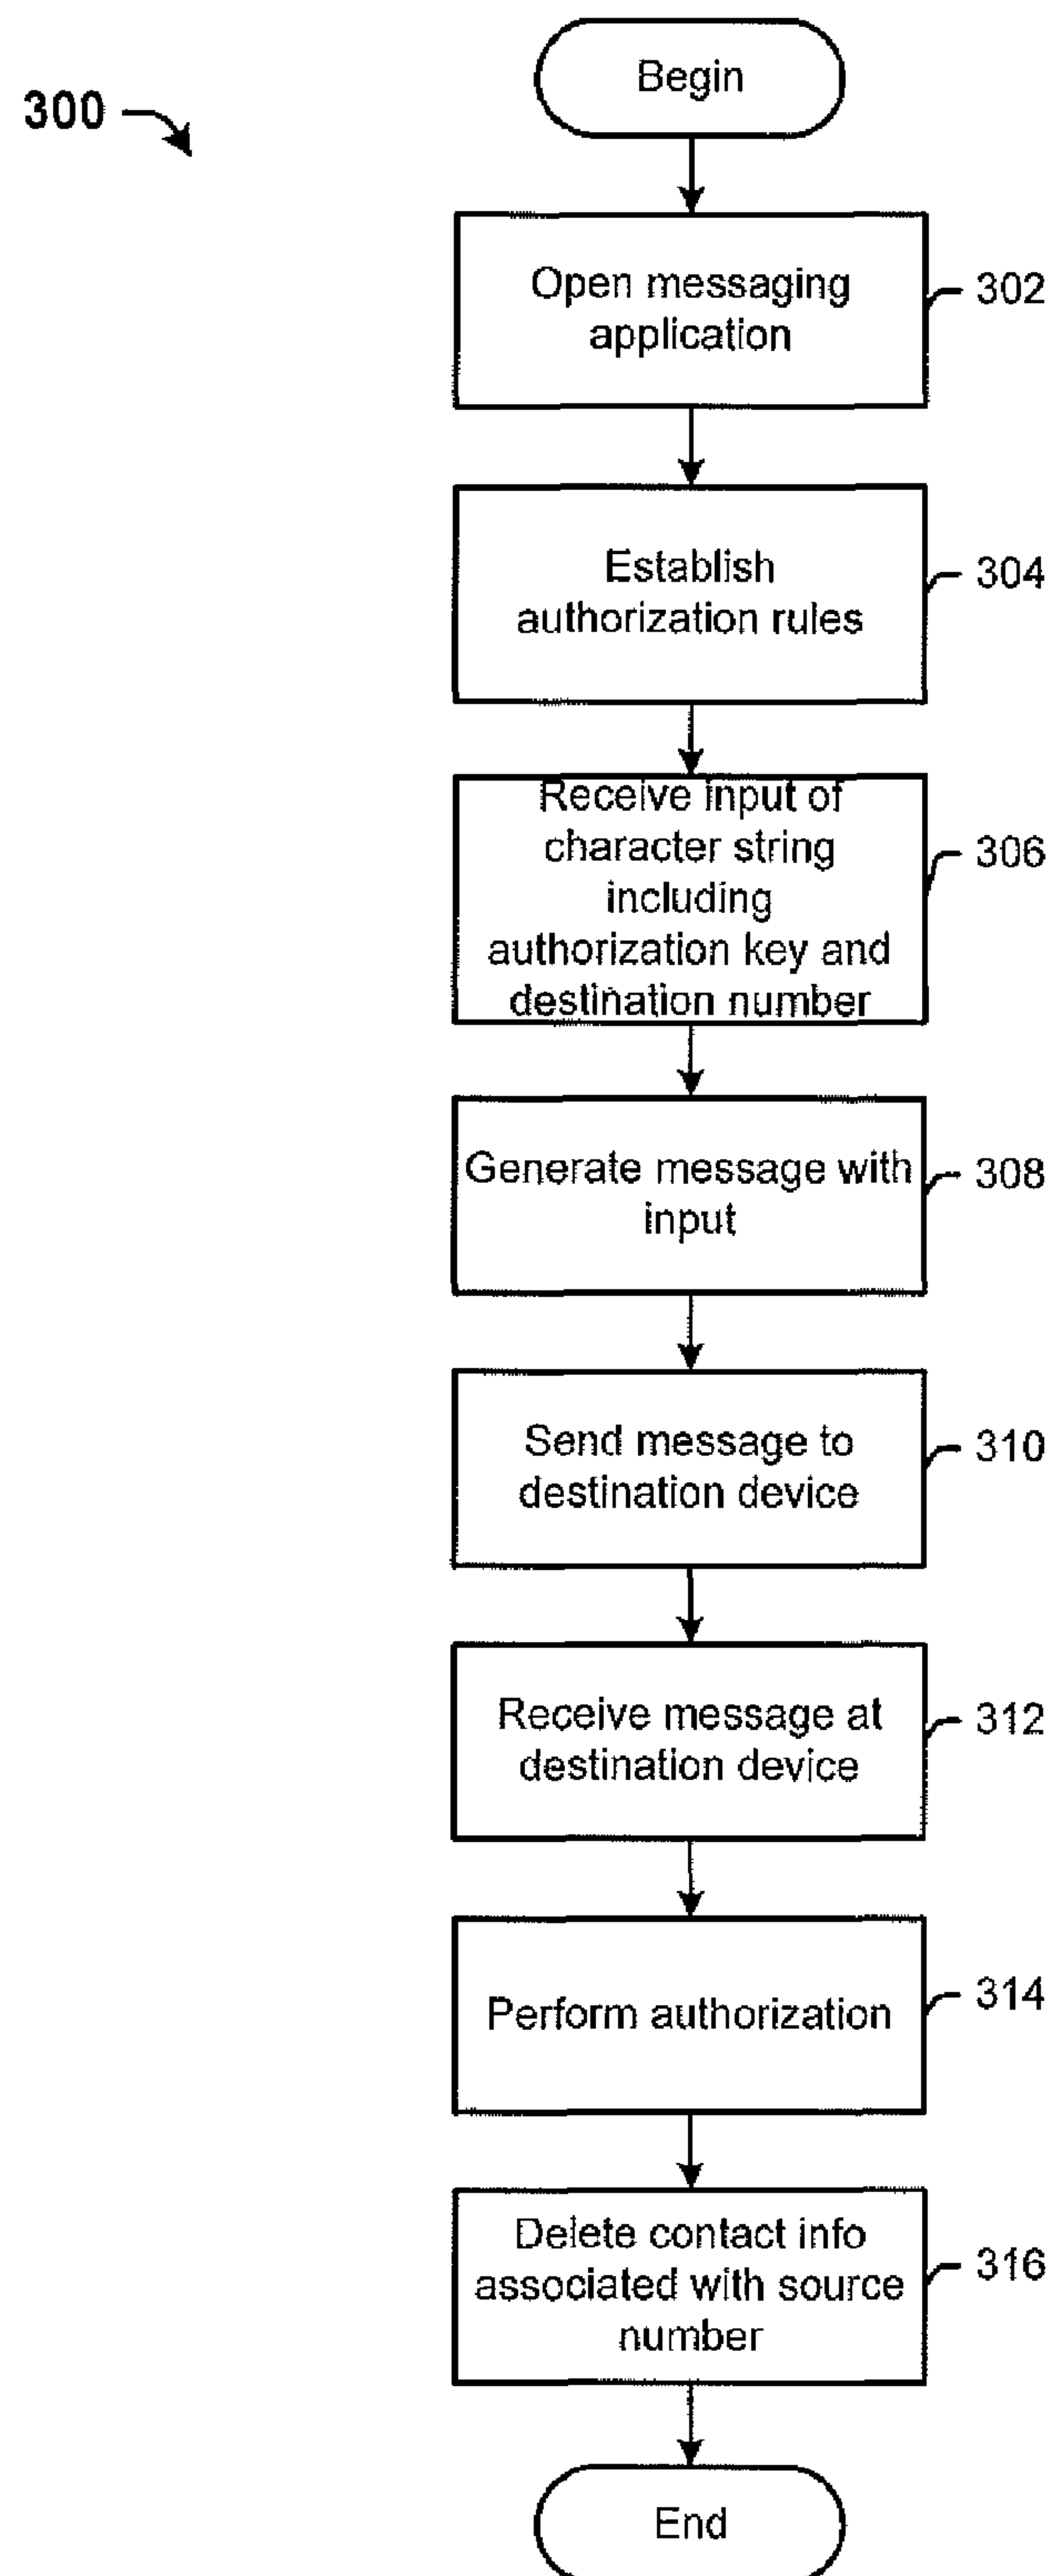 Begin
300
Open messaging
application
302
Establish
authorization rules
304
Receive input of
character string
including
authorization key and
destination number
306
Generate message with
input
308
Send message to
destination device
310
Receive message at
destination device
312
Perform authorization
314
Delete contact info
associated with source
number
316
End